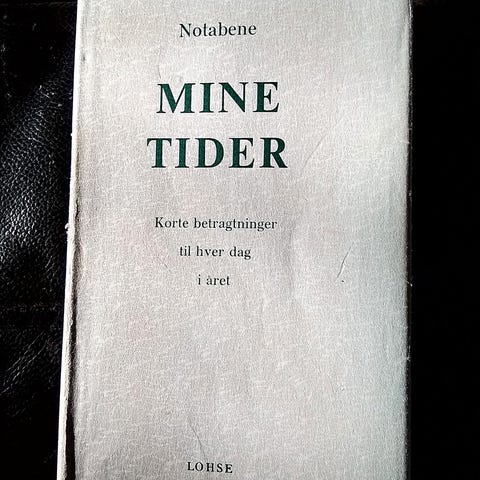 Notabene
MINE
TIDER
Korte betragtninger
til hver dag
i året
LOHSE